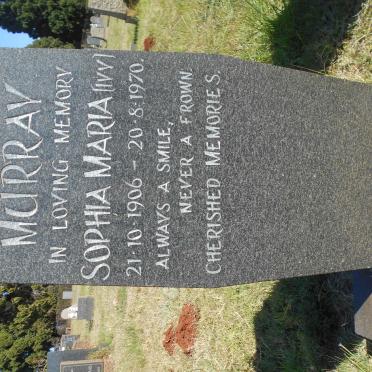 MURRAY
IN LOVING MEMORY
SOPHIA MARIA (IVY)
21·10·1906 – 20·8·1970.
ALWAYS A SMILE,
NEVER A FROWN
CHERISHED MEMORIES.